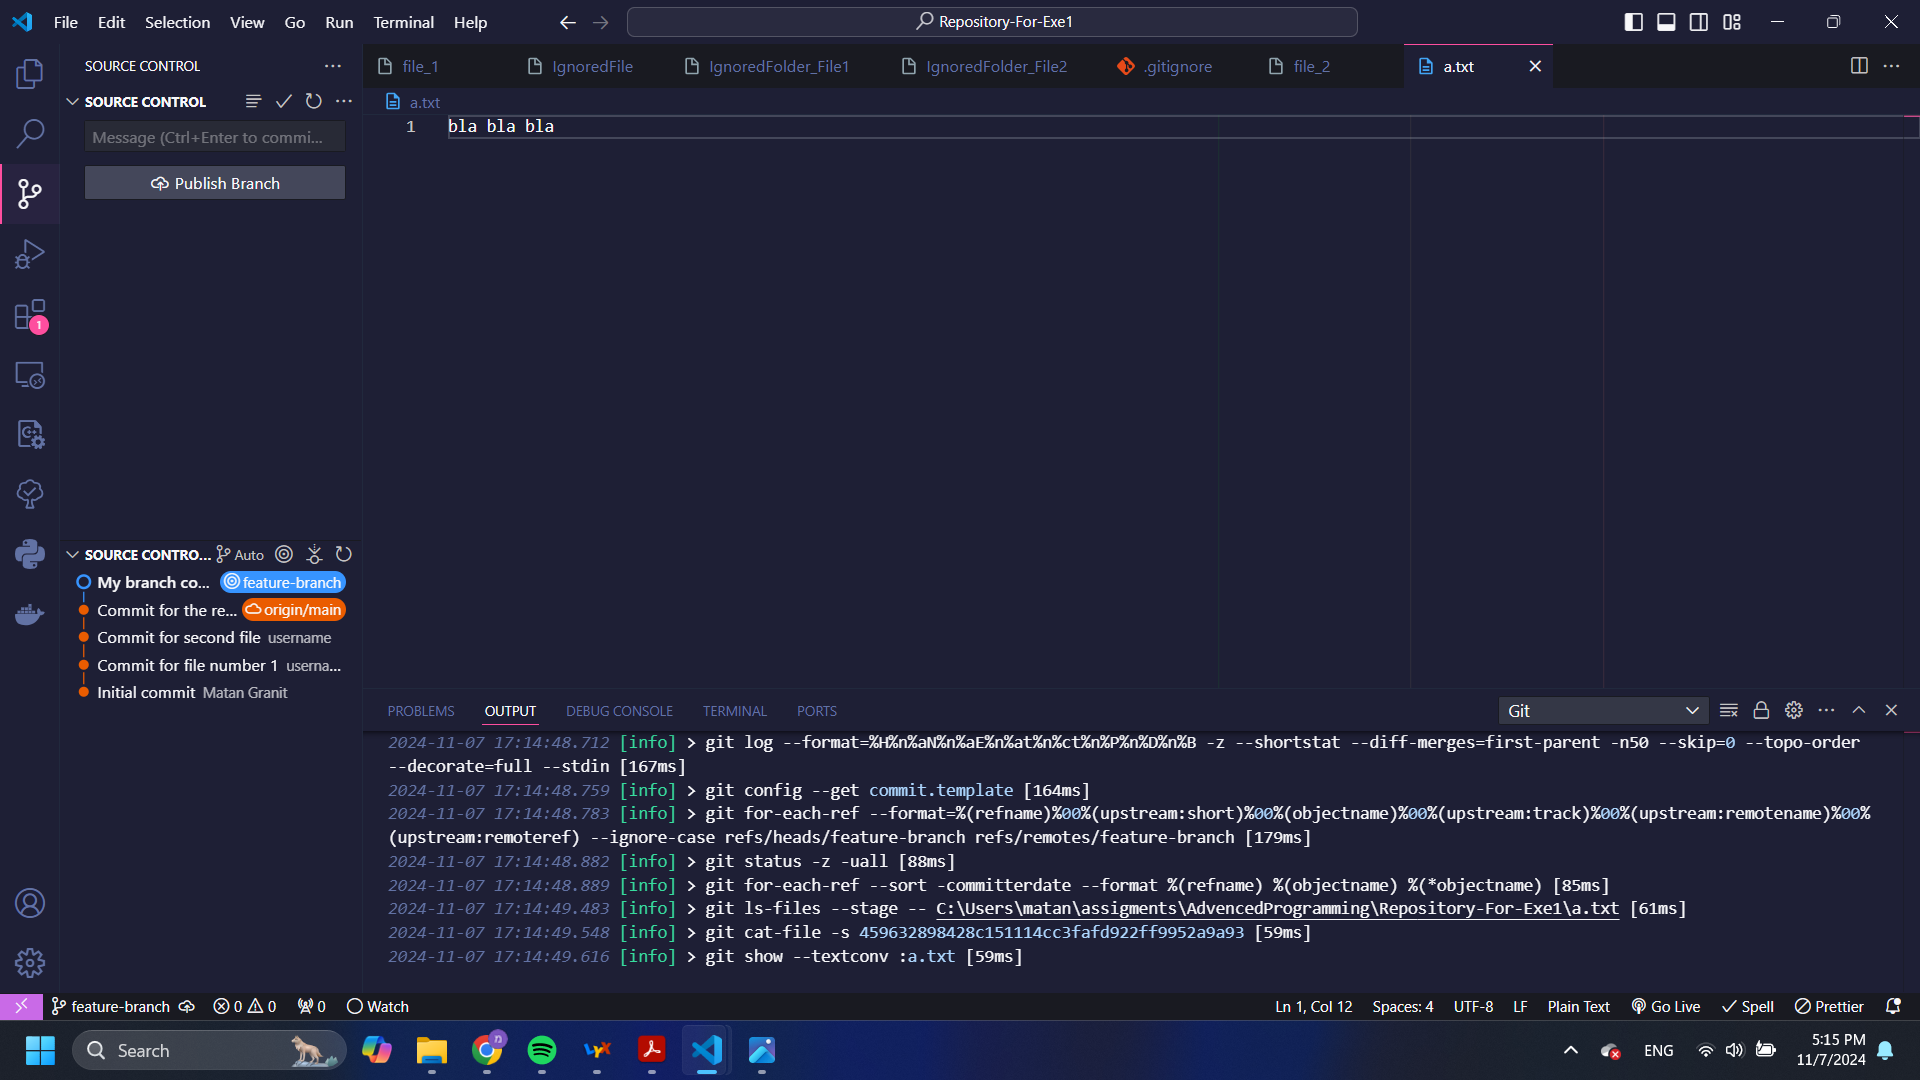 File Edit Selection View Go Run Terminal Help
Repository-For-Exe1
SOURCE CONTROL
file_1 IgnoredFile IgnoredFolder_File1 IgnoredFolder_File2 .gitignore file_2 a.txt
SOURCE CONTROL
a.txt
Message (Ctrl+Enter to commi...
1 bla bla bla
Publish Branch
1
SOURCE CONTRO... Auto
My branch co... feature-branch
Commit for the re... origin/main
Commit for second file username
Commit for file number 1 userna...
Initial commit Matan Granit
PROBLEMS OUTPUT DEBUG CONSOLE TERMINAL PORTS
Git
2024-11-07 17:14:48.712 [info] > git log --format=%H%n%aN%n%aE%n%at%n%ct%n%P%n%D%n%B -z --shortstat --diff-merges=first-parent -n50 --skip=0 --topo-order
--decorate=full --stdin [167ms]
2024-11-07 17:14:48.759 [info] > git config --get commit.template [164ms]
2024-11-07 17:14:48.783 [info] > git for-each-ref --format=%(refname)%00%(upstream:short)%00%(objectname)%00%(upstream:track)%00%(upstream:remotename)%00%
(upstream:remoteref) --ignore-case refs/heads/feature-branch refs/remotes/feature-branch [179ms]
2024-11-07 17:14:48.882 [info] > git status -z -uall [88ms]
2024-11-07 17:14:48.889 [info] > git for-each-ref --sort -committerdate --format %(refname) %(objectname) %(*objectname) [85ms]
2024-11-07 17:14:49.483 [info] > git ls-files --stage -- C:\Users\matan\assigments\AdvencedProgramming\Repository-For-Exe1\a.txt [61ms]
2024-11-07 17:14:49.548 [info] > git cat-file -s 459632898428c151114cc3fafd922ff9952a9a93 [59ms]
2024-11-07 17:14:49.616 [info] > git show --textconv :a.txt [59ms]
feature-branch 0 0 0 Watch
Ln 1, Col 12 Spaces: 4 UTF-8 LF Plain Text Go Live Spell Prettier
Search
n
LYX
ENG
5:15 PM
11/7/2024